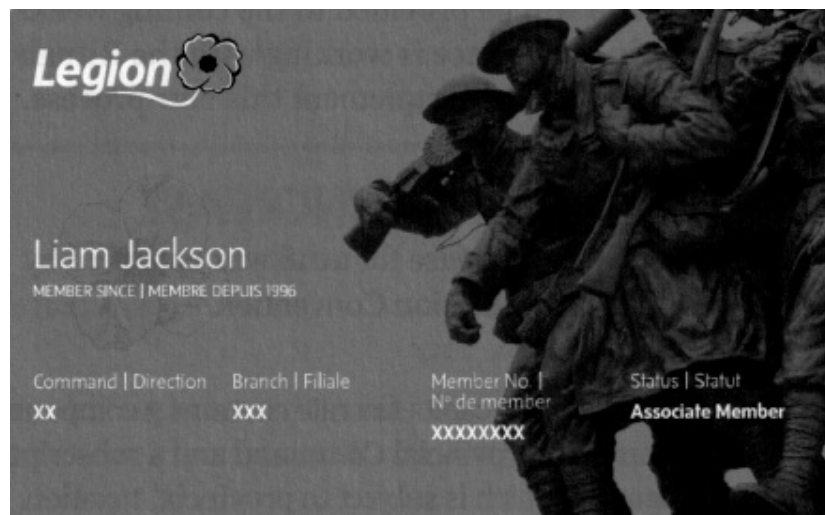 Legion
Liam Jackson
MEMBER SINCE | MEMBRE DEPUIS 1996
Command | Direction
XX
Branch | Filiale
XXX
Member No. |
Nº de member
XXXXXXXX
Status | Statut
Associate Member